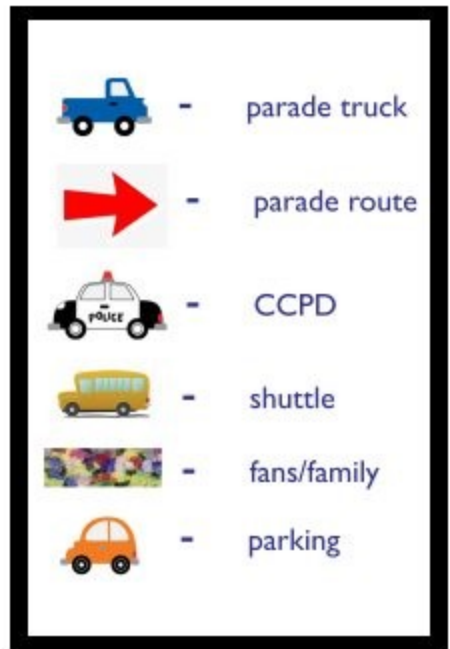 - parade truck
- parade route
POLICE
- CCPD
- shuttle
- fans/family
- parking